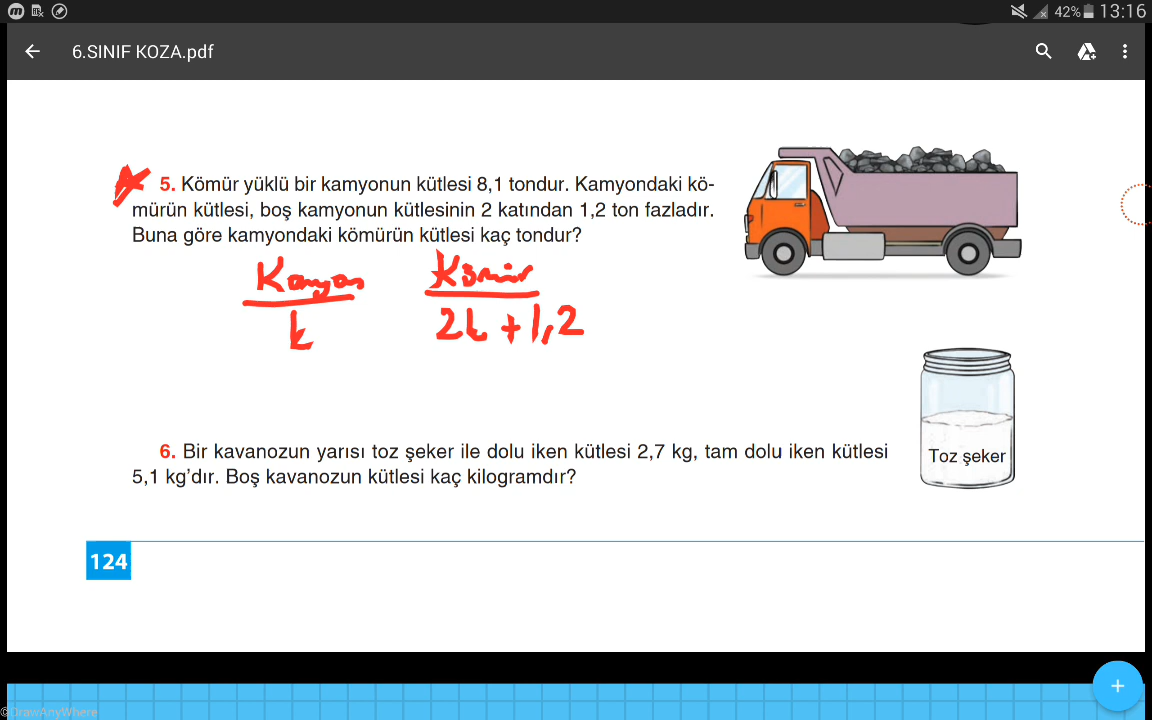 42% 13:16
6.SINIF KOZA.pdf
5. Kömür yüklü bir kamyonun kütlesi 8,1 tondur. Kamyondaki kö-
mürün kütlesi, boş kamyonun kütlesinin 2 katından 1,2 ton fazladır.
Buna göre kamyondaki kömürün kütlesi kaç tondur?
Kamyon Kömür
k 2k + 1,2
6. Bir kavanozun yarısı toz şeker ile dolu iken kütlesi 2,7 kg, tam dolu iken kütlesi
5,1 kg'dır. Boş kavanozun kütlesi kaç kilogramdır?
Toz şeker
124
©DrawAnyWhere